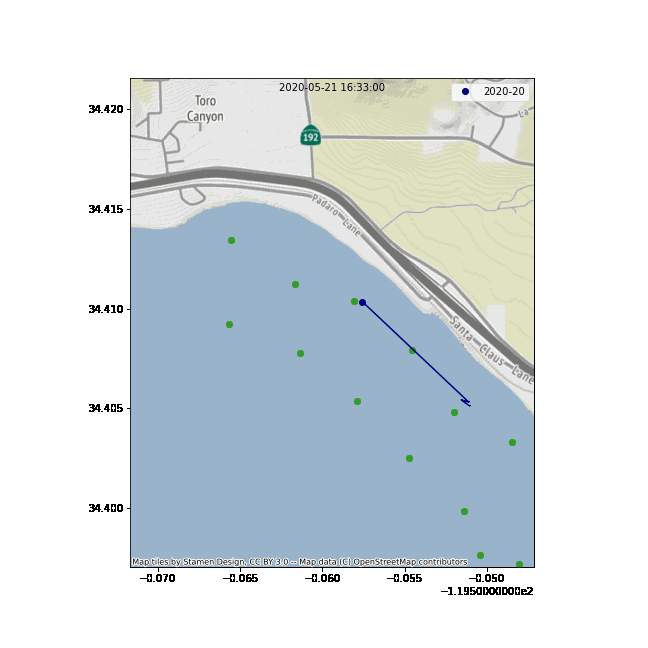 2020-05-21 16:33:00
2020-20
Toro
Canyon
192
La
Padaro Lane
Santa Claus Lane
34.420
34.415
34.410
34.405
34.400
−0.070
−0.065
−0.060
−0.055
−0.050
Map tiles by Stamen Design, CC BY 3.0 -- Map data (C) OpenStreetMap contributors